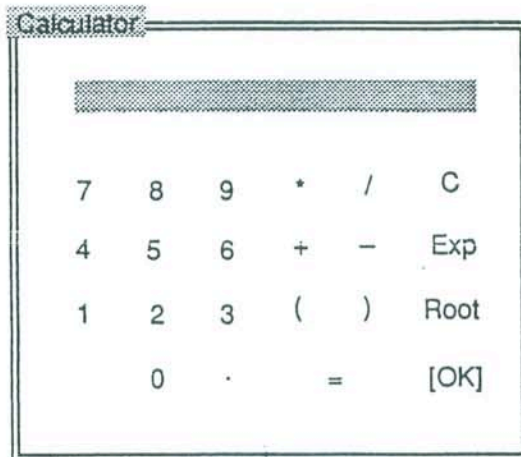 Calculator
7 8 9 * / C
4 5 6 + − Exp
1 2 3 ( ) Root
0 . = [OK]